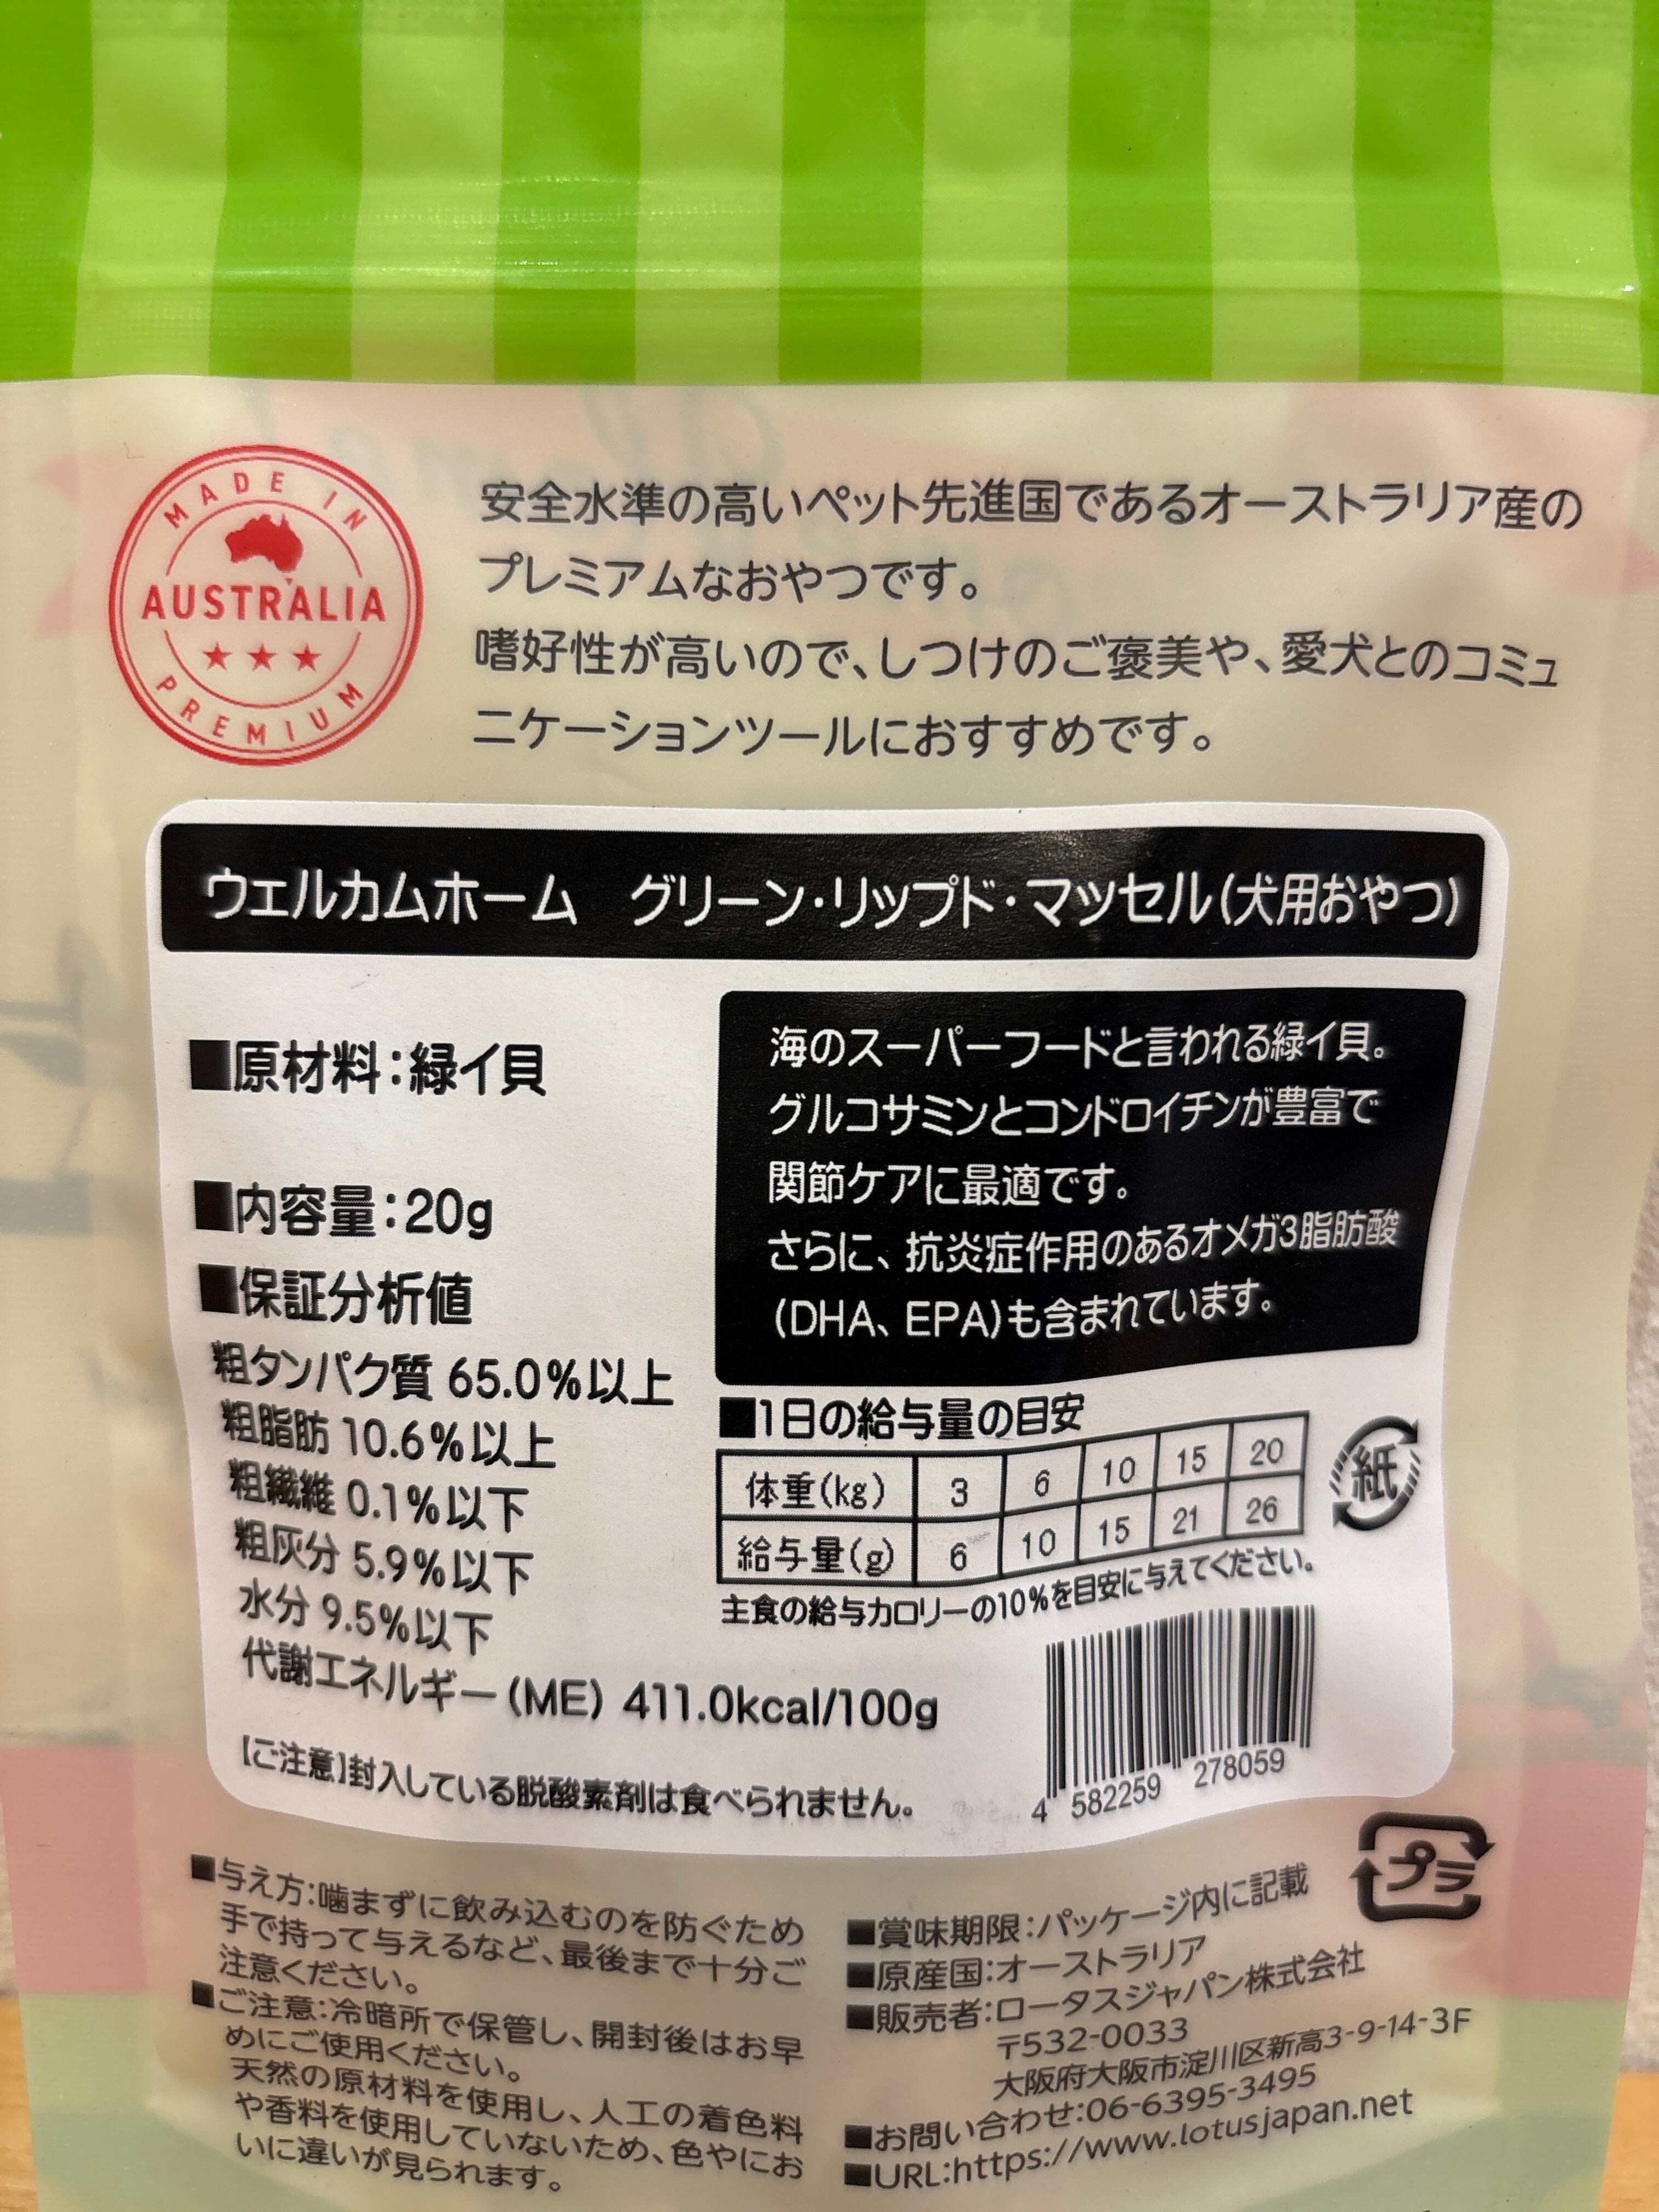 MADE IN
AUSTRALIA
PREMIUM
安全水準の高いペット先進国であるオーストラリア産の
プレミアムなおやつです。
嗜好性が高いので、しつけのご褒美や、愛犬とのコミュ
ニケーションツールにおすすめです。
ウェルカムホーム グリーン・リップド・マッセル(犬用おやつ)
■原材料:緑イ貝
■内容量:20g
■保証分析値
粗タンパク質 65.0%以上
粗脂肪 10.6%以上
粗繊維 0.1%以下
粗灰分 5.9%以下
水分 9.5%以下
代謝エネルギー(ME) 411.0kcal/100g
【ご注意】封入している脱酸素剤は食べられません。
海のスーパーフードと言われる緑イ貝。
グルコサミンとコンドロイチンが豊富で
関節ケアに最適です。
さらに、抗炎症作用のあるオメガ3脂肪酸
(DHA、EPA)も含まれています。
■1日の給与量の目安
体重(kg) 3 6 10 15 20
給与量(g) 6 10 15 21 26
主食の給与カロリーの10%を目安に与えてください。
紙
4 582259 278059
プラ
■与え方:噛まずに飲み込むのを防ぐため
手で持って与えるなど、最後まで十分ご
注意ください。
■ご注意:冷暗所で保管し、開封後はお早
めにご使用ください。
天然の原材料を使用し、人工の着色料
や香料を使用していないため、色やにお
いに違いが見られます。
■賞味期限:パッケージ内に記載
■原産国:オーストラリア
■販売者:ロータスジャパン株式会社
〒532-0033
大阪府大阪市淀川区新高3-9-14-3F
■お問い合わせ:06-6395-3495
■URL:https://www.lotusjapan.net